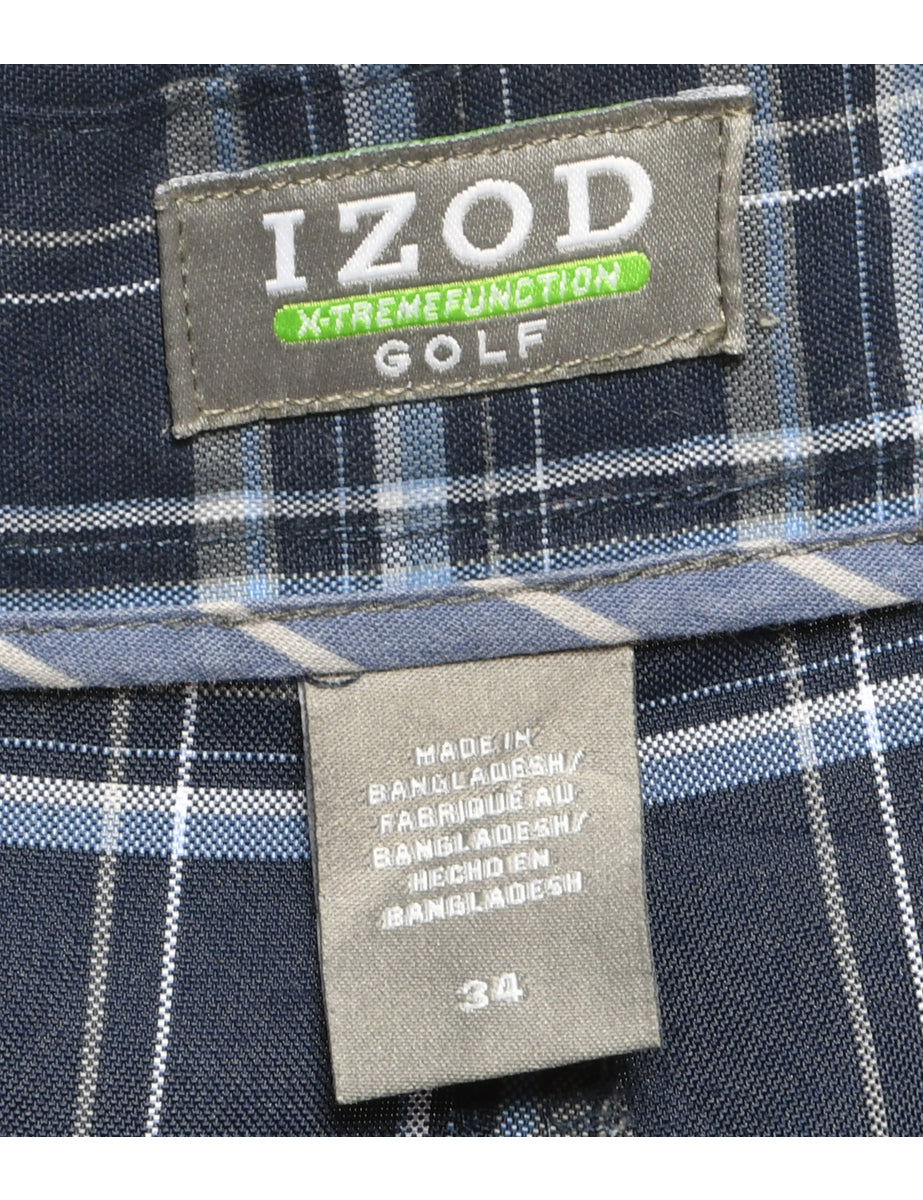 IZOD
X-TREMEFUNCTION
GOLF
MADE IN
BANGLADESH/
FABRIQUÉ AU
BANGLADESH/
HECHO EN
BANGLADESH
34